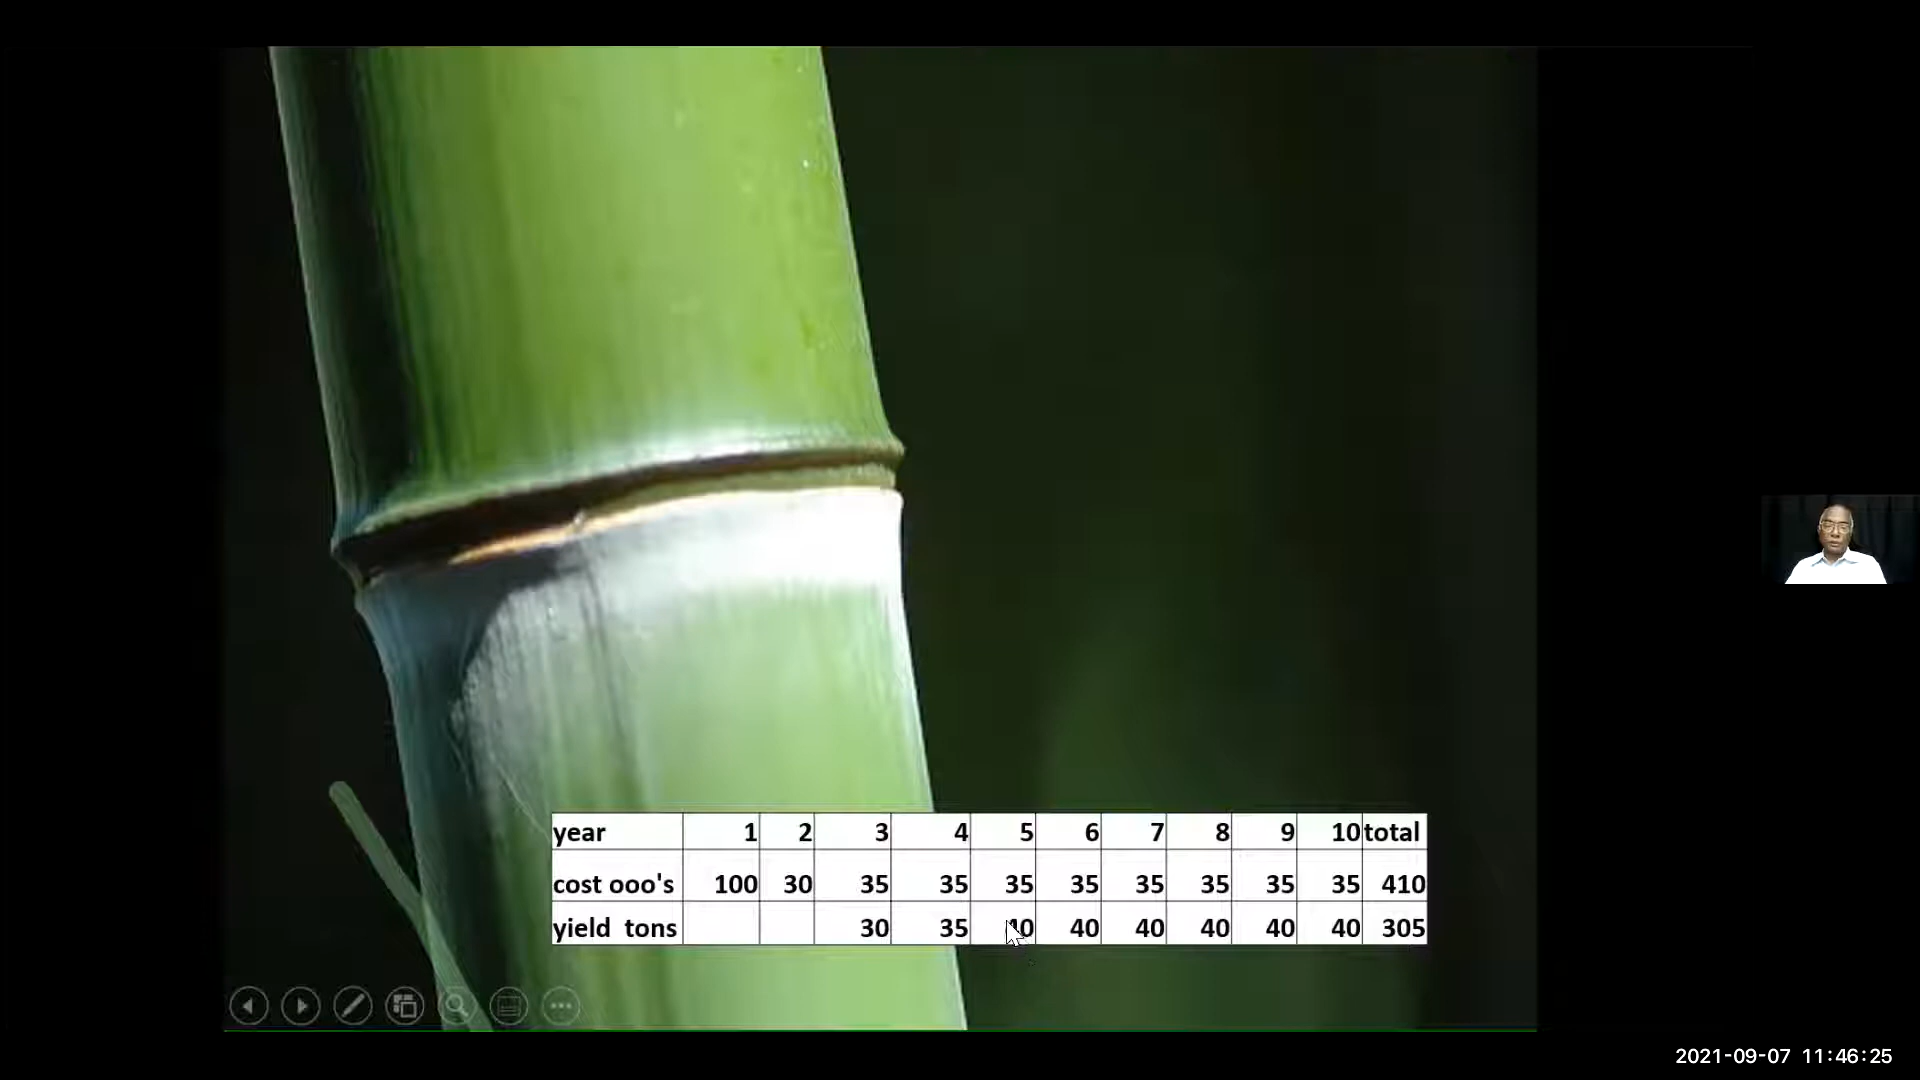 year 1 2 3 4 5 6 7 8 9 10 total
cost ooo's 100 30 35 35 35 35 35 35 35 35 410
yield tons 30 35 40 40 40 40 40 40 305
2021-09-07 11:46:25